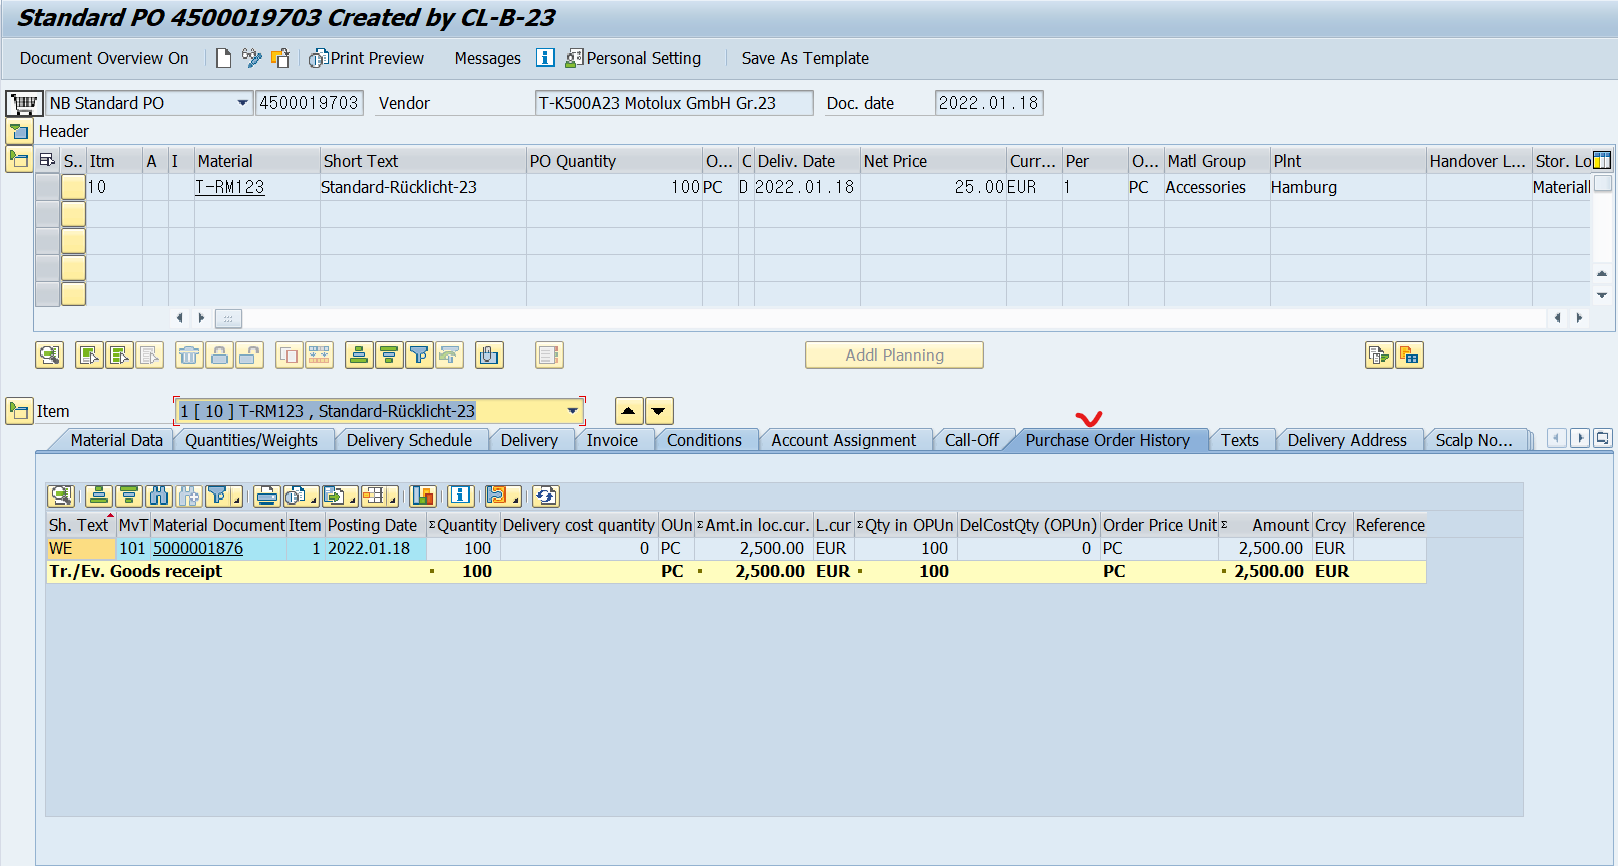 Standard PO 4500019703 Created by CL-B-23
Document Overview On Print Preview Messages Personal Setting Save As Template
NB Standard PO 4500019703 Vendor T-K500A23 Motolux GmbH Gr.23 Doc. date 2022.01.18
Header
S.. Itm A I Material Short Text PO Quantity O... C Deliv. Date Net Price Curr... Per O... Matl Group Plnt Handover L... Stor. Lo
10 T-RM123 Standard-Rücklicht-23 100 PC D 2022.01.18 25.00 EUR 1 PC Accessories Hamburg Material
Addl Planning
Item 1 [ 10 ] T-RM123 , Standard-Rücklicht-23
Material Data Quantities/Weights Delivery Schedule Delivery Invoice Conditions Account Assignment Call-Off Purchase Order History Texts Delivery Address Scalp No...
Sh. Text MvT Material Document Item Posting Date Σ Quantity Delivery cost quantity OUn Σ Amt.in loc.cur. L.cur Σ Qty in OPUn DelCostQty (OPUn) Order Price Unit Σ Amount Crcy Reference
WE 101 5000001876 1 2022.01.18 100 0 PC 2,500.00 EUR 100 0 PC 2,500.00 EUR
Tr./Ev. Goods receipt 100 PC 2,500.00 EUR 100 PC 2,500.00 EUR